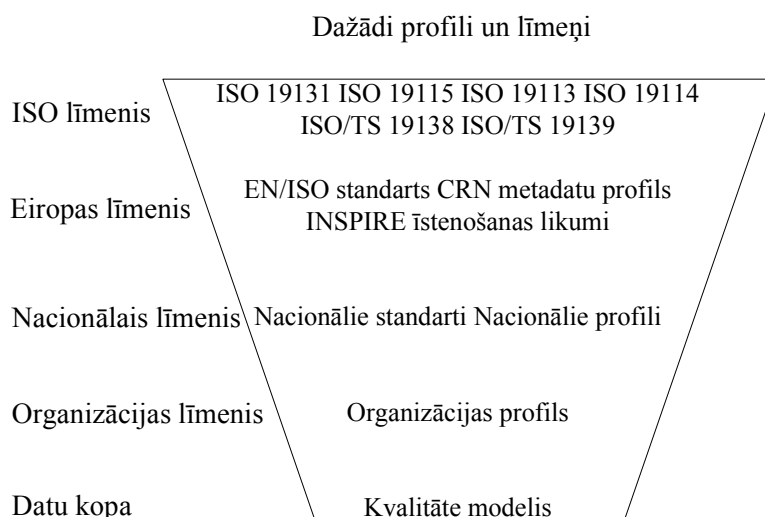 Dažādi profili un līmeņi
ISO līmenis
ISO 19131 ISO 19115 ISO 19113 ISO 19114
ISO/TS 19138 ISO/TS 19139
Eiropas līmenis
EN/ISO standarts CRN metadatu profils
INSPIRE īstenošanas likumi
Nacionālais līmenis
Nacionālie standarti Nacionālie profili
Organizācijas līmenis
Organizācijas profils
Datu kopa
Kvalitāte modelis